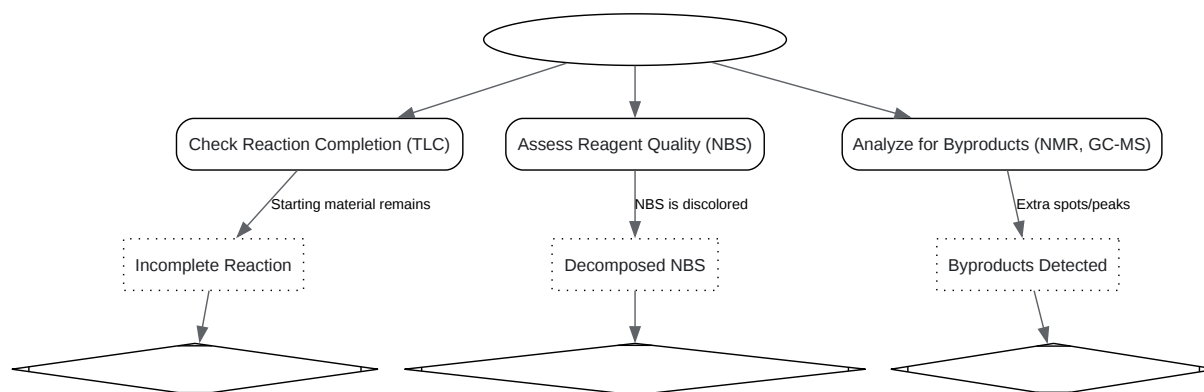 Check Reaction Completion (TLC)
Assess Reagent Quality (NBS)
Analyze for Byproducts (NMR, GC-MS)
Starting material remains
NBS is discolored
Extra spots/peaks
Incomplete Reaction
Decomposed NBS
Byproducts Detected